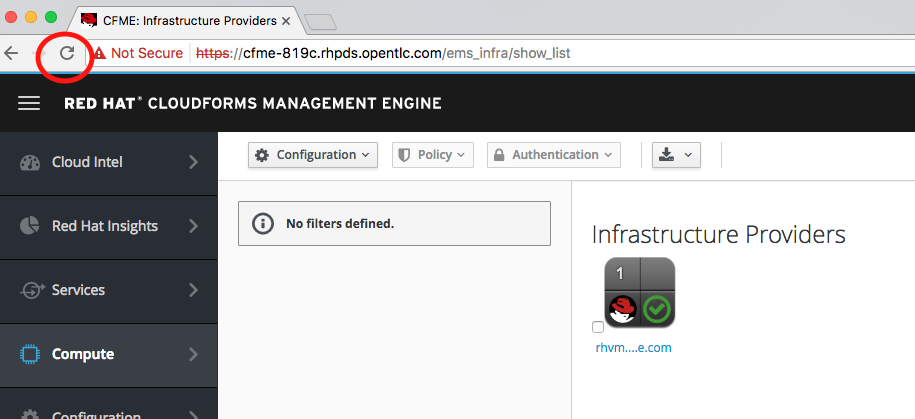 CFME: Infrastructure Providers
Not Secure https://cfme-819c.rhpds.opentlc.com/ems_infra/show_list
RED HAT® CLOUDFORMS MANAGEMENT ENGINE
Cloud Intel
Red Hat Insights
Services
Compute
Configuration
Configuration
Policy
Authentication
No filters defined.
Infrastructure Providers
1
rhvm....e.com